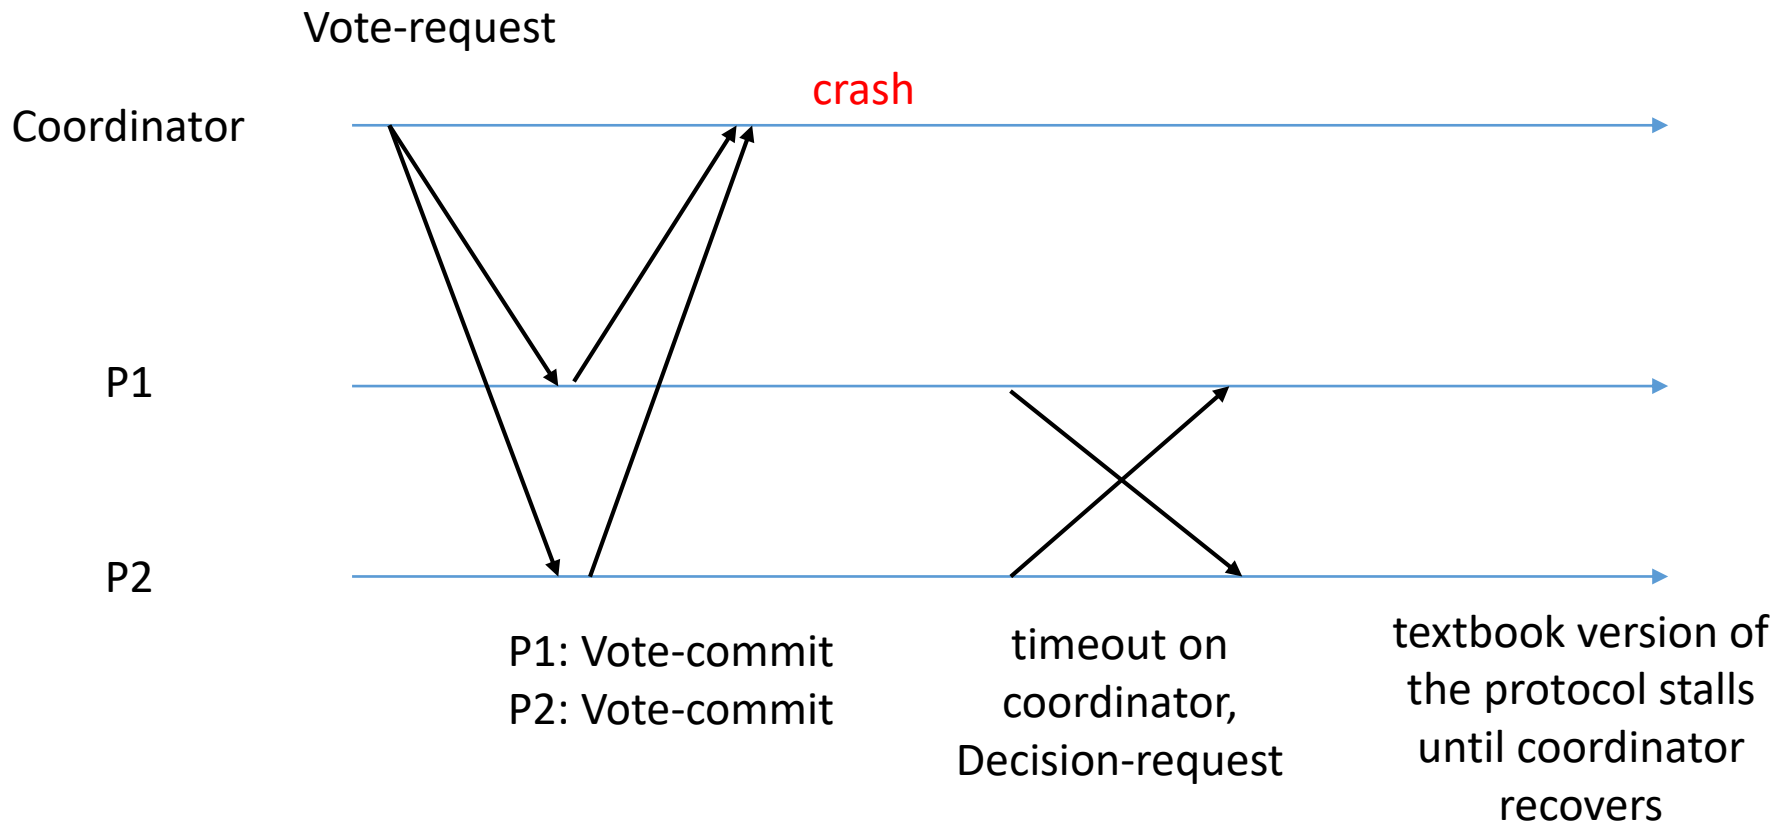 Vote-request
crash
Coordinator
P1
P2
P1: Vote-commit
P2: Vote-commit
timeout on
coordinator,
Decision-request
textbook version of
the protocol stalls
until coordinator
recovers